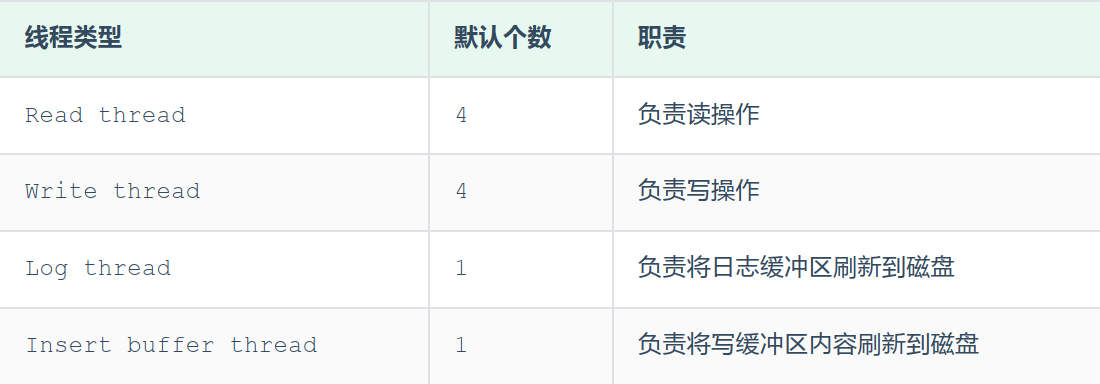 线程类型 默认个数 职责
Read thread 4 负责读操作
Write thread 4 负责写操作
Log thread 1 负责将日志缓冲区刷新到磁盘
Insert buffer thread 1 负责将写缓冲区内容刷新到磁盘